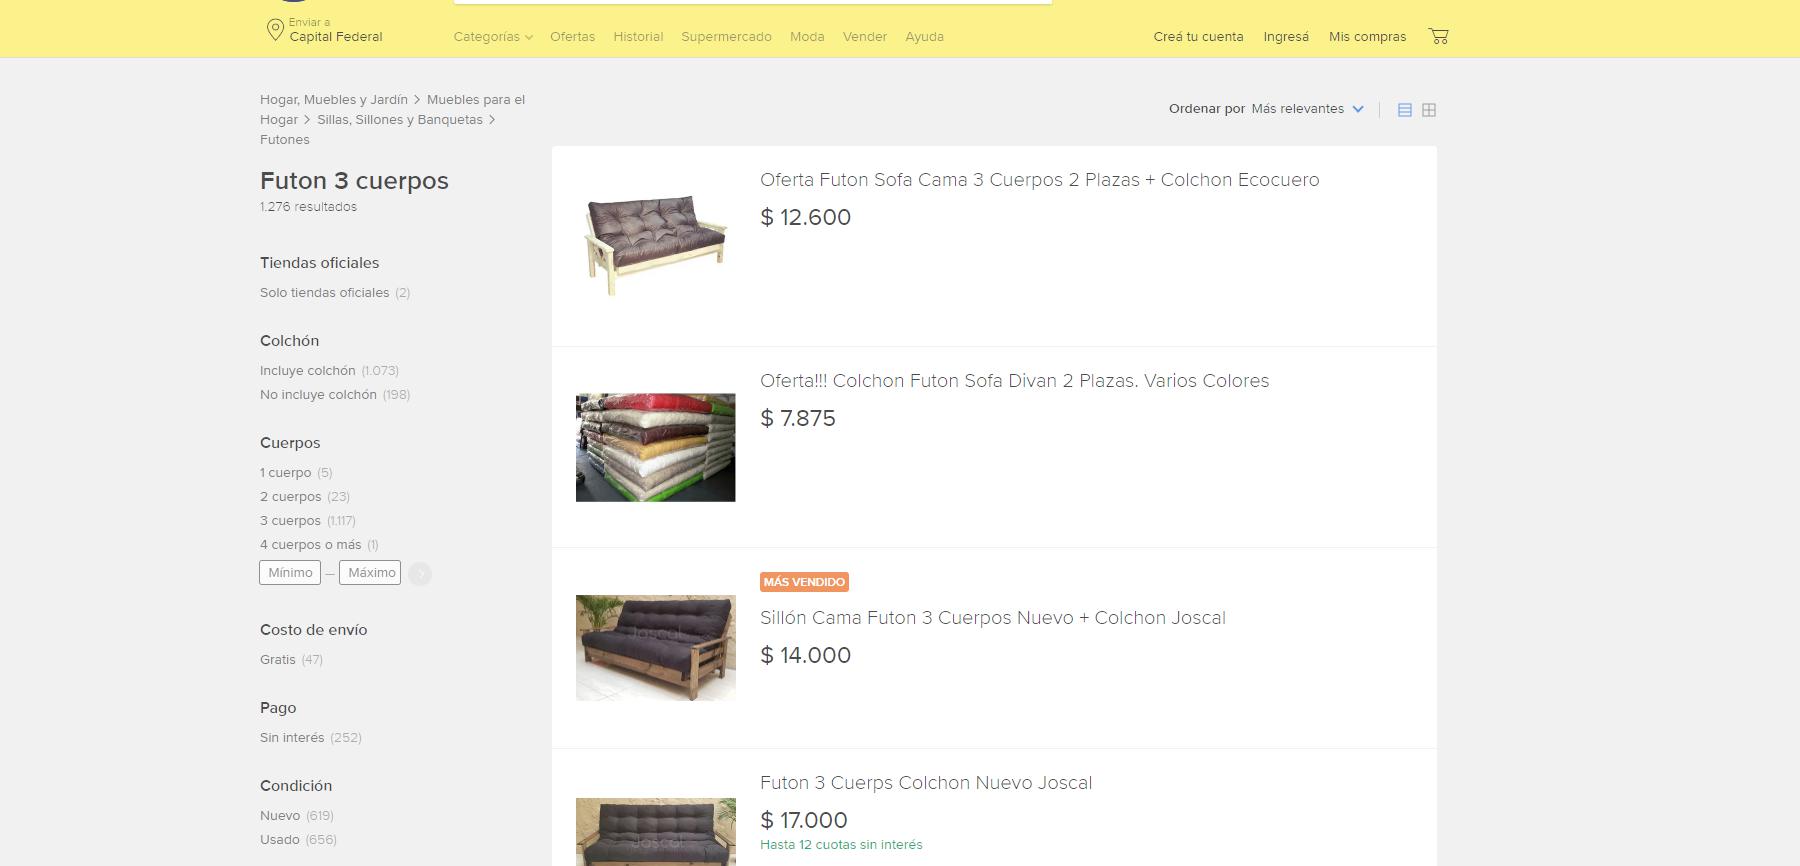 Enviar a
Capital Federal
Categorías Ofertas Historial Supermercado Moda Vender Ayuda
Creá tu cuenta Ingresá Mis compras
Hogar, Muebles y Jardín > Muebles para el
Hogar > Sillas, Sillones y Banquetas >
Futones
Futon 3 cuerpos
1.276 resultados
Tiendas oficiales
Solo tiendas oficiales (2)
Colchón
Incluye colchón (1.073)
No incluye colchón (198)
Cuerpos
1 cuerpo (5)
2 cuerpos (23)
3 cuerpos (1.117)
4 cuerpos o más (1)
Mínimo — Máximo
Costo de envío
Gratis (47)
Pago
Sin interés (252)
Condición
Nuevo (619)
Usado (656)
Ordenar por Más relevantes
Oferta Futon Sofa Cama 3 Cuerpos 2 Plazas + Colchon Ecocuero
$ 12.600
Oferta!!! Colchon Futon Sofa Divan 2 Plazas. Varios Colores
$ 7.875
MÁS VENDIDO
Sillón Cama Futon 3 Cuerpos Nuevo + Colchon Joscal
$ 14.000
Joscal
Futon 3 Cuerps Colchon Nuevo Joscal
$ 17.000
Hasta 12 cuotas sin interés
Joscal